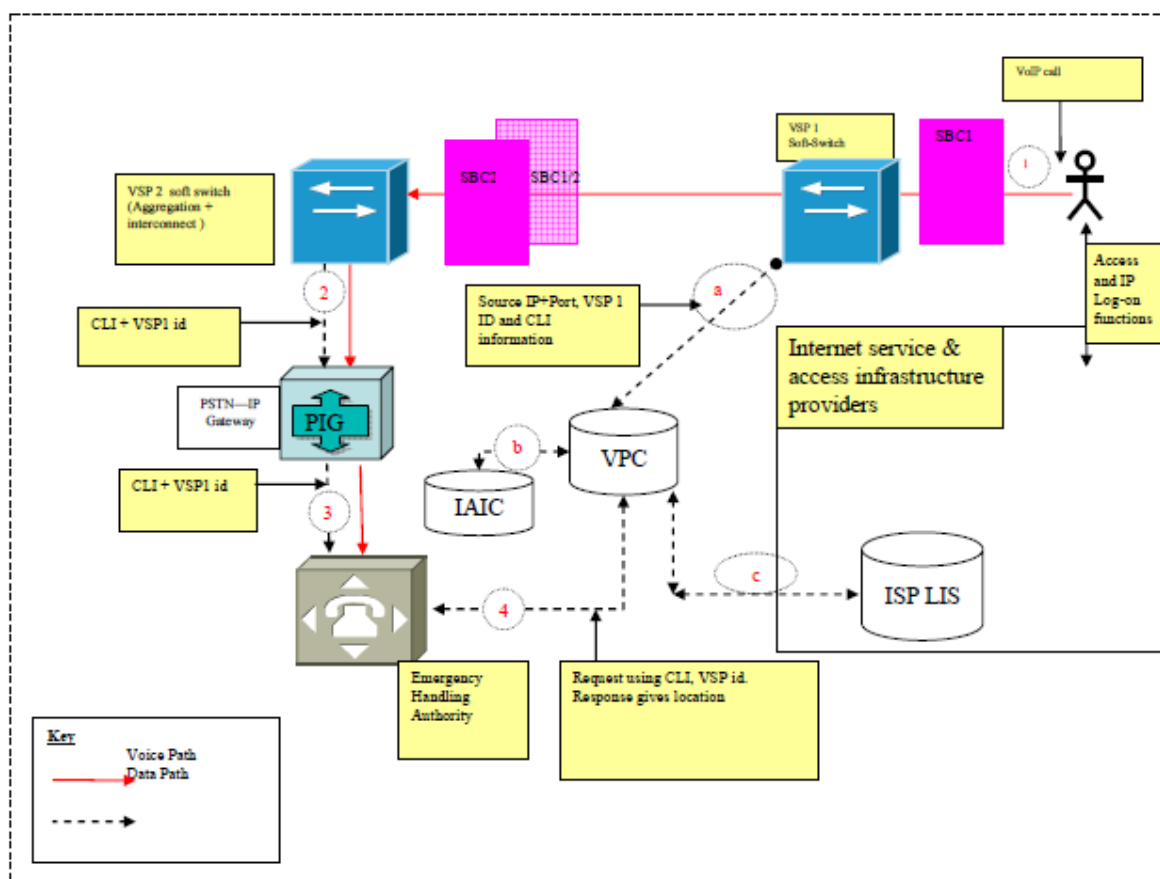 VoIP call
VSP 1
Soft-Switch
SBC1
1
SBC2
SBC1/2
VSP 2 soft switch
(Aggregation +
interconnect )
2
a
Source IP+Port, VSP 1
ID and CLI
information
Access
and IP
Log-on
functions
CLI + VSP1 id
Internet service &
access infrastructure
providers
PSTN—IP
Gateway
PIG
b
VPC
IAIC
CLI + VSP1 id
3
c
ISP LIS
4
Emergency
Handling
Authority
Request using CLI, VSP id.
Response gives location
Key
Voice Path
Data Path